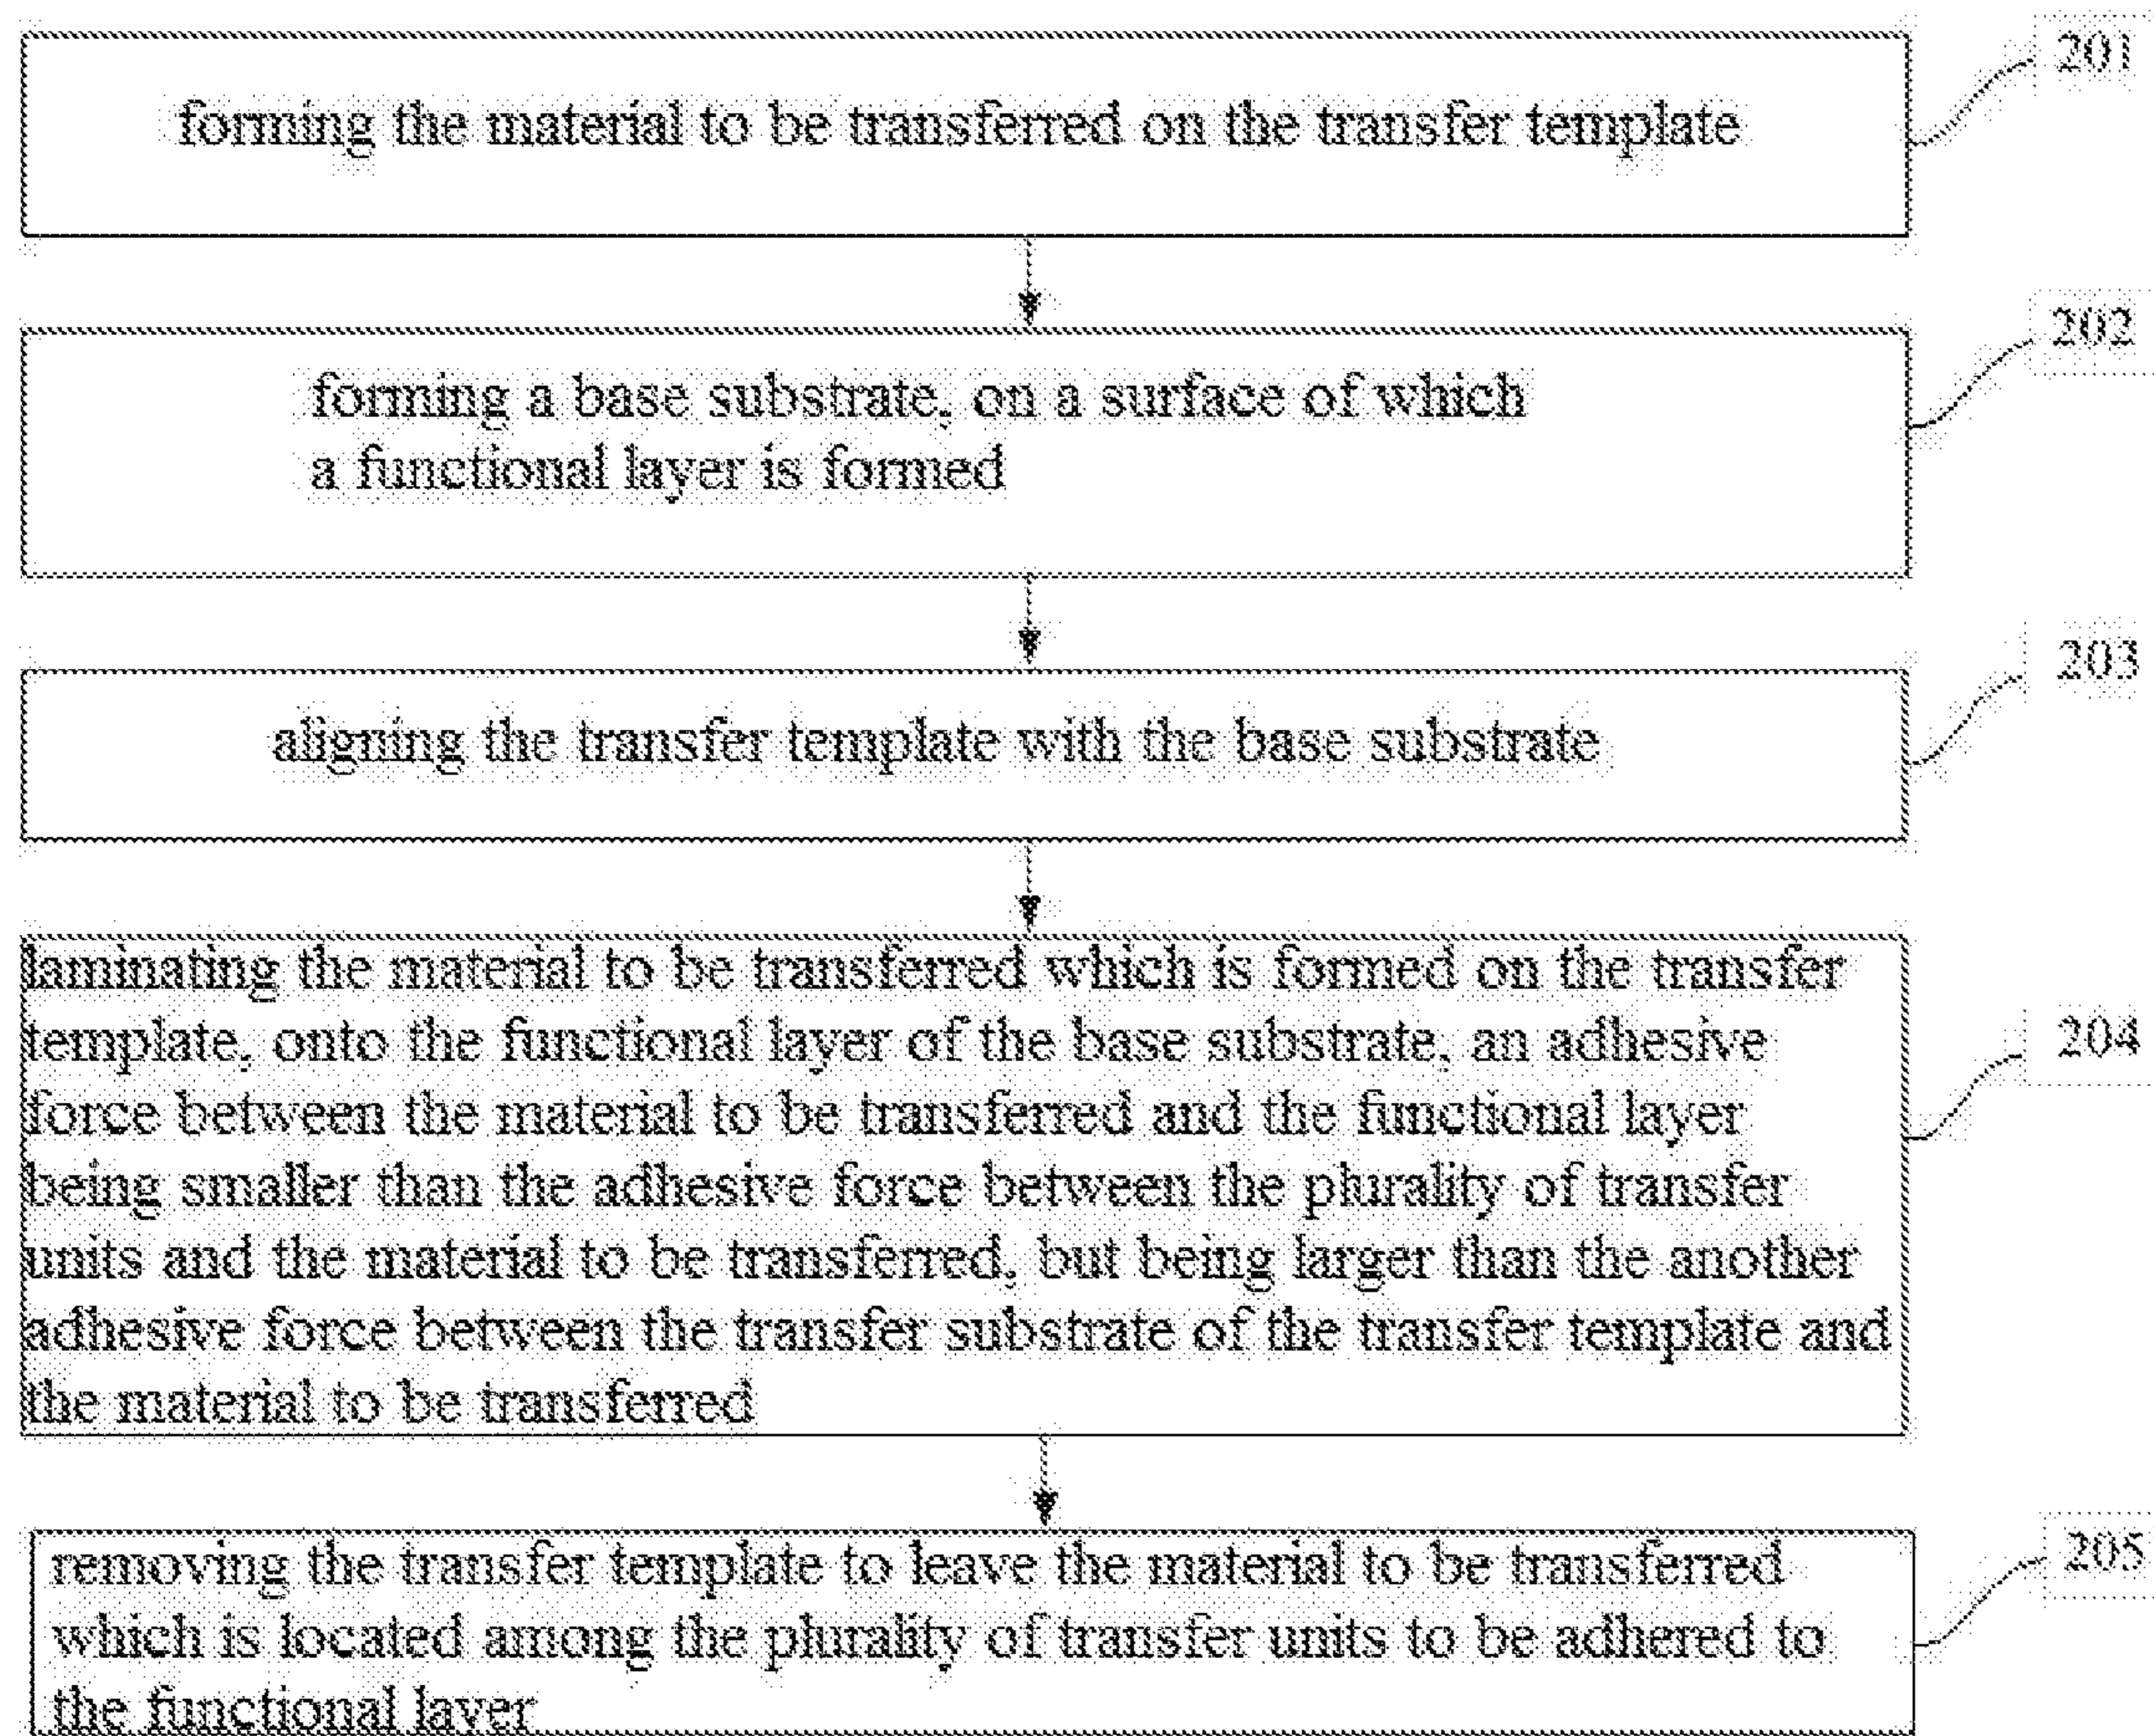 forming the material to be transferred on the transfer template
201
forming a base substrate, on a surface of which
a functional layer is formed
202
aligning the transfer template with the base substrate
203
laminating the material to be transferred which is formed on the transfer
template, onto the functional layer of the base substrate, an adhesive
force between the material to be transferred and the functional layer
being smaller than the adhesive force between the plurality of transfer
units and the material to be transferred, but being larger than the another
adhesive force between the transfer substrate of the transfer template and
the material to be transferred
204
removing the transfer template to leave the material to be transferred
which is located among the plurality of transfer units to be adhered to
the functional layer
205